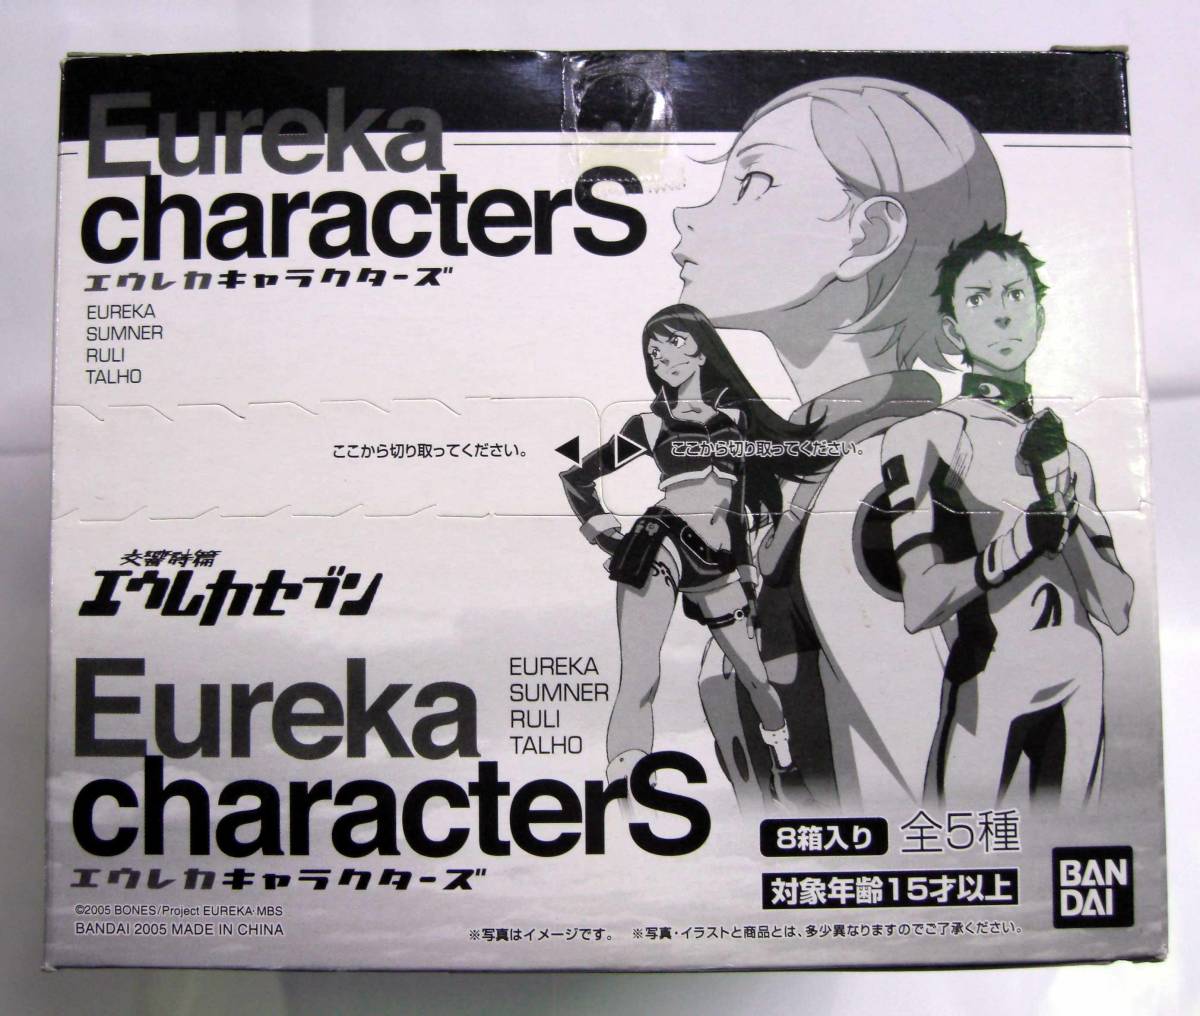 Eureka
characterS
エウレカキャラクターズ
EUREKA
SUMNER
RULI
TALHO
ここから切り取ってください。
ここから切り取ってください。
交響詩篇
エウレカセブン
Eureka
characterS
エウレカキャラクターズ
EUREKA
SUMNER
RULI
TALHO
8箱入り 全5種
対象年齢15才以上
BAN
DAI
©2005 BONES/Project EUREKA・MBS
BANDAI 2005 MADE IN CHINA
※写真はイメージです。 ※写真・イラストと商品とは、多少異なりますのでご了承ください。